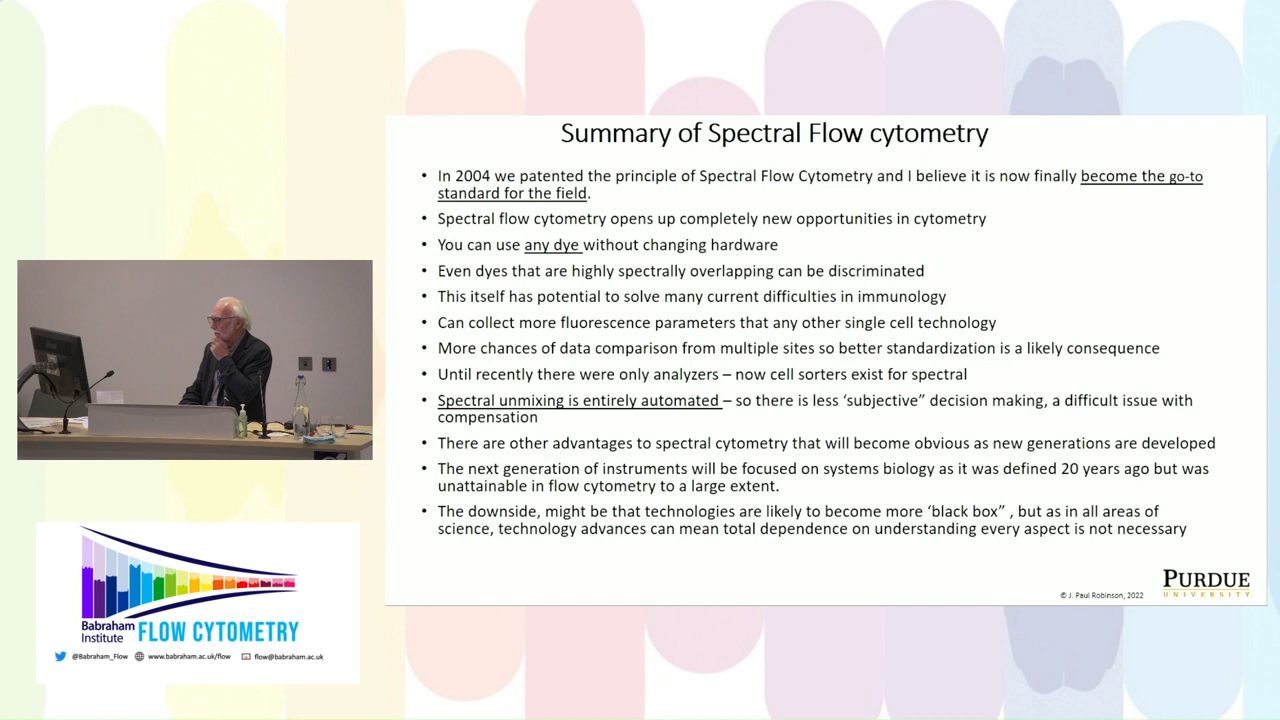 Summary of Spectral Flow cytometry
• In 2004 we patented the principle of Spectral Flow Cytometry and I believe it is now finally become the go-to
standard for the field.
• Spectral flow cytometry opens up completely new opportunities in cytometry
• You can use any dye without changing hardware
• Even dyes that are highly spectrally overlapping can be discriminated
• This itself has potential to solve many current difficulties in immunology
• Can collect more fluorescence parameters that any other single cell technology
• More chances of data comparison from multiple sites so better standardization is a likely consequence
• Until recently there were only analyzers – now cell sorters exist for spectral
• Spectral unmixing is entirely automated – so there is less ‘subjective” decision making, a difficult issue with
compensation
• There are other advantages to spectral cytometry that will become obvious as new generations are developed
• The next generation of instruments will be focused on systems biology as it was defined 20 years ago but was
unattainable in flow cytometry to a large extent.
• The downside, might be that technologies are likely to become more ‘black box” , but as in all areas of
science, technology advances can mean total dependence on understanding every aspect is not necessary
© J. Paul Robinson, 2022
PURDUE
UNIVERSITY
Babraham
Institute
FLOW CYTOMETRY
@Babraham_Flow www.babraham.ac.uk/flow flow@babraham.ac.uk